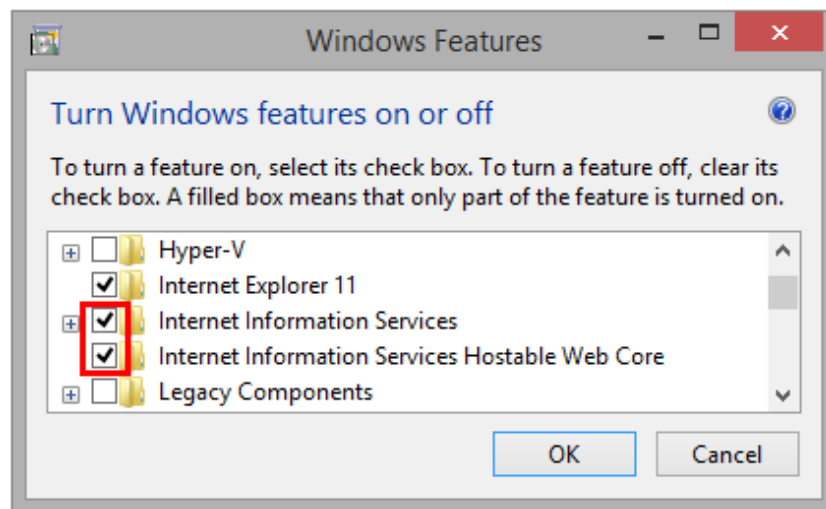 Windows Features
Turn Windows features on or off
To turn a feature on, select its check box. To turn a feature off, clear its
check box. A filled box means that only part of the feature is turned on.
Hyper-V
Internet Explorer 11
Internet Information Services
Internet Information Services Hostable Web Core
Legacy Components
OK Cancel